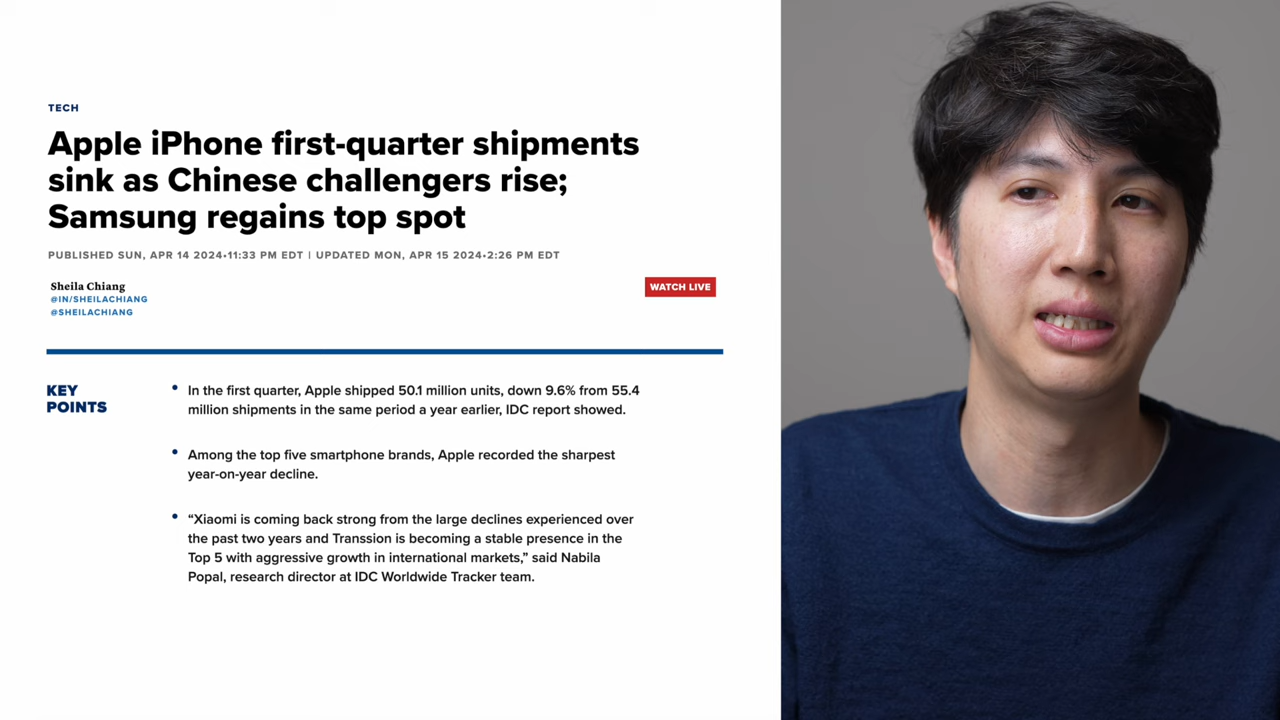 TECH
Apple iPhone first-quarter shipments
sink as Chinese challengers rise;
Samsung regains top spot
PUBLISHED SUN, APR 14 2024•11:33 PM EDT | UPDATED MON, APR 15 2024•2:26 PM EDT
Sheila Chiang
@IN/SHEILACHIANG
@SHEILACHIANG
WATCH LIVE
KEY
POINTS
• In the first quarter, Apple shipped 50.1 million units, down 9.6% from 55.4
million shipments in the same period a year earlier, IDC report showed.
• Among the top five smartphone brands, Apple recorded the sharpest
year-on-year decline.
• “Xiaomi is coming back strong from the large declines experienced over
the past two years and Transsion is becoming a stable presence in the
Top 5 with aggressive growth in international markets,” said Nabila
Popal, research director at IDC Worldwide Tracker team.